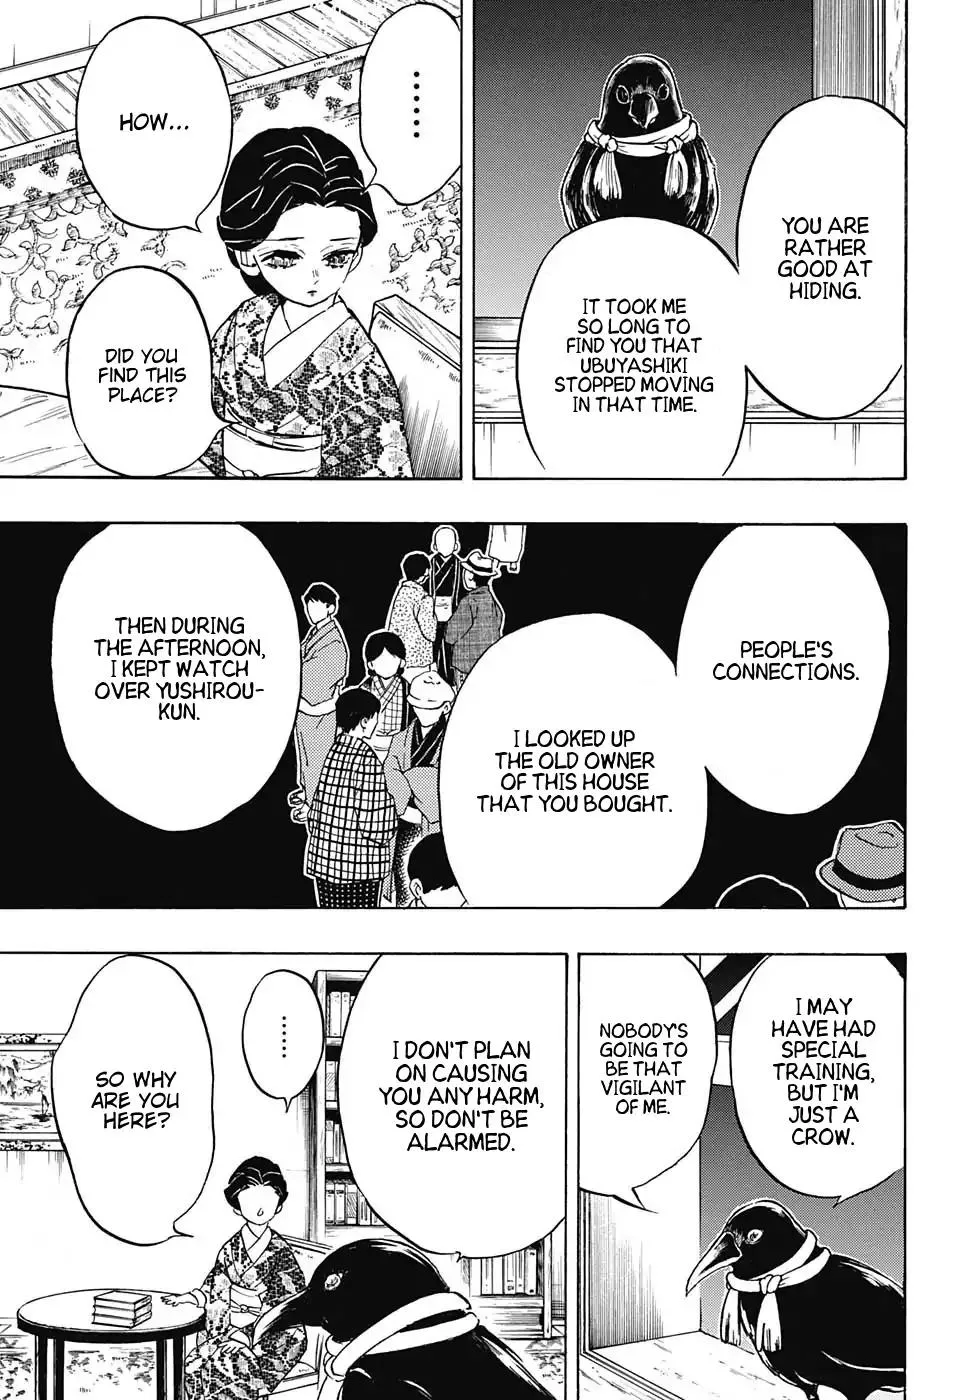 YOU ARE
RATHER
GOOD AT
HIDING.
IT TOOK ME
SO LONG TO
FIND YOU THAT
UBUYASHIKI
STOPPED MOVING
IN THAT TIME.
......
HOW...
DID YOU
FIND THIS
PLACE?
PEOPLE'S
CONNECTIONS.
I LOOKED UP
THE OLD OWNER
OF THIS HOUSE
THAT YOU BOUGHT.
THEN DURING
THE AFTERNOON,
I KEPT WATCH
OVER YUSHIROU-
KUN.
I MAY
HAVE HAD
SPECIAL
TRAINING,
BUT I'M
JUST A
CROW.
NOBODY'S
GOING TO
BE THAT
VIGILANT
OF ME.
I DON'T PLAN
ON CAUSING
YOU ANY HARM,
SO DON'T BE
ALARMED.
......
SO WHY
ARE YOU
HERE?